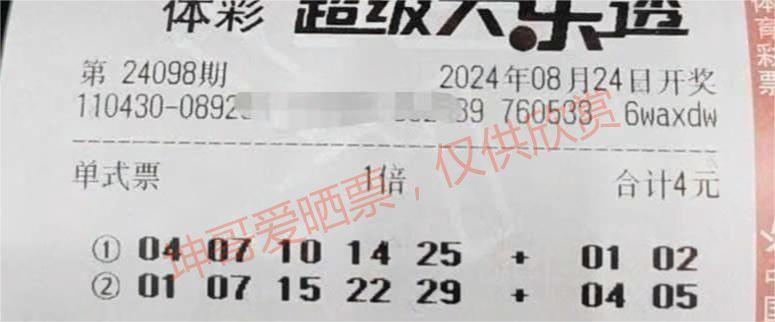 体彩 超级大乐透
第 24098期 2024年08月24日开奖
110430-0892 89 760533 6waxdw
单式票 1倍 合计4元
① 04 07 10 14 25 + 01 02
② 01 07 15 22 29 + 04 05
坤哥爱晒票，仅供欣赏
体育彩票
中国